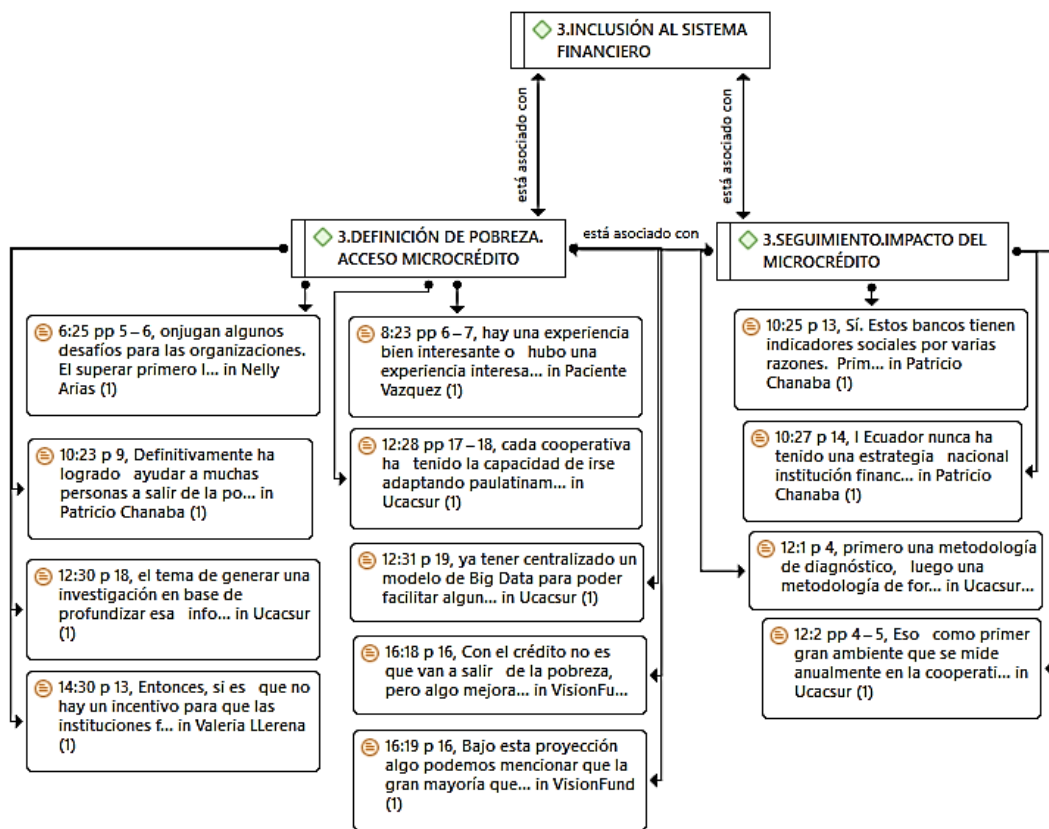 3.INCLUSIÓN AL SISTEMA
FINANCIERO
está asociado con
está asociado con
3.DEFINICIÓN DE POBREZA.
ACCESO MICROCRÉDITO
está asociado con
3.SEGUIMIENTO.IMPACTO DEL
MICROCRÉDITO
6:25 pp 5 – 6, onjugan algunos
desafíos para las organizaciones.
El superar primero l... in Nelly
Arias (1)
10:23 p 9, Definitivamente ha
logrado ayudar a muchas
personas a salir de la po... in
Patricio Chanaba (1)
12:30 p 18, el tema de generar una
investigación en base de
profundizar esa info... in Ucacsur
(1)
14:30 p 13, Entonces, si es que no
hay un incentivo para que las
instituciones f... in Valeria LLerena
(1)
8:23 pp 6 – 7, hay una experiencia
bien interesante o hubo una
experiencia interesa... in Paciente
Vazquez (1)
12:28 pp 17 – 18, cada cooperativa
ha tenido la capacidad de irse
adaptando paulatinam... in
Ucacsur (1)
12:31 p 19, ya tener centralizado un
modelo de Big Data para poder
facilitar algun... in Ucacsur (1)
16:18 p 16, Con el crédito no es
que van a salir de la pobreza,
pero algo mejora... in VisionFu...
16:19 p 16, Bajo esta proyección
algo podemos mencionar que la
gran mayoría que... in VisionFund
(1)
10:25 p 13, Sí. Estos bancos tienen
indicadores sociales por varias
razones. Prim... in Patricio
Chanaba (1)
10:27 p 14, l Ecuador nunca ha
tenido una estrategia nacional
institución financ... in Patricio
Chanaba (1)
12:1 p 4, primero una metodología
de diagnóstico, luego una
metodología de for... in Ucacsur...
12:2 pp 4 – 5, Eso como primer
gran ambiente que se mide
anualmente en la cooperati... in
Ucacsur (1)